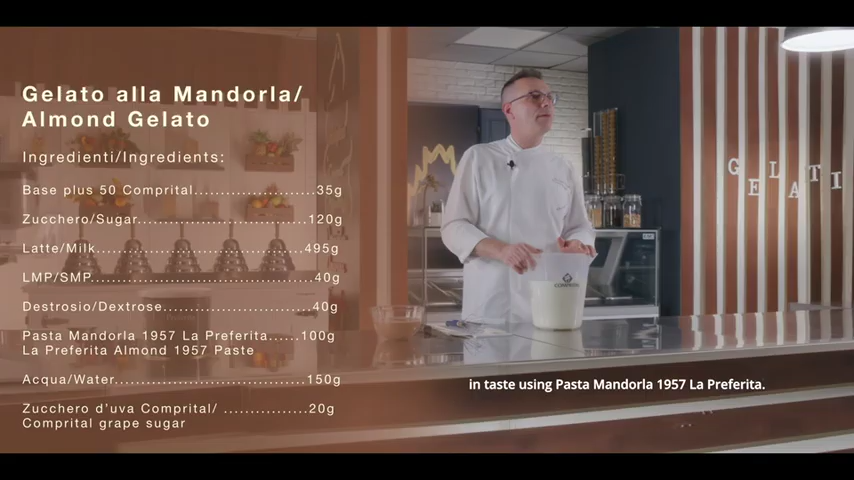 Gelato alla Mandorla/
Almond Gelato
Ingredienti/Ingredients:
Base plus 50 Comprital......................35g
Zucchero/Sugar...............................120g
Latte/Milk......................................495g
LMP/SMP........................................40g
Destrosio/Dextrose...........................40g
Pasta Mandorla 1957 La Preferita......100g
La Preferita Almond 1957 Paste
Acqua/Water...................................150g
Zucchero d'uva Comprital/ ................20g
Comprital grape sugar
GELATI
COMPRITAL
in taste using Pasta Mandorla 1957 La Preferita.